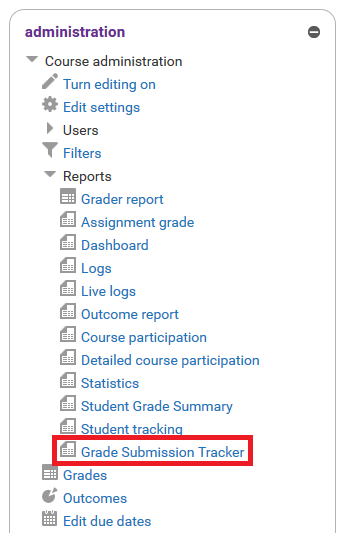 administration
Course administration
Turn editing on
Edit settings
Users
Filters
Reports
Grader report
Assignment grade
Dashboard
Logs
Live logs
Outcome report
Course participation
Detailed course participation
Statistics
Student Grade Summary
Student tracking
Grade Submission Tracker
Grades
Outcomes
Edit due dates